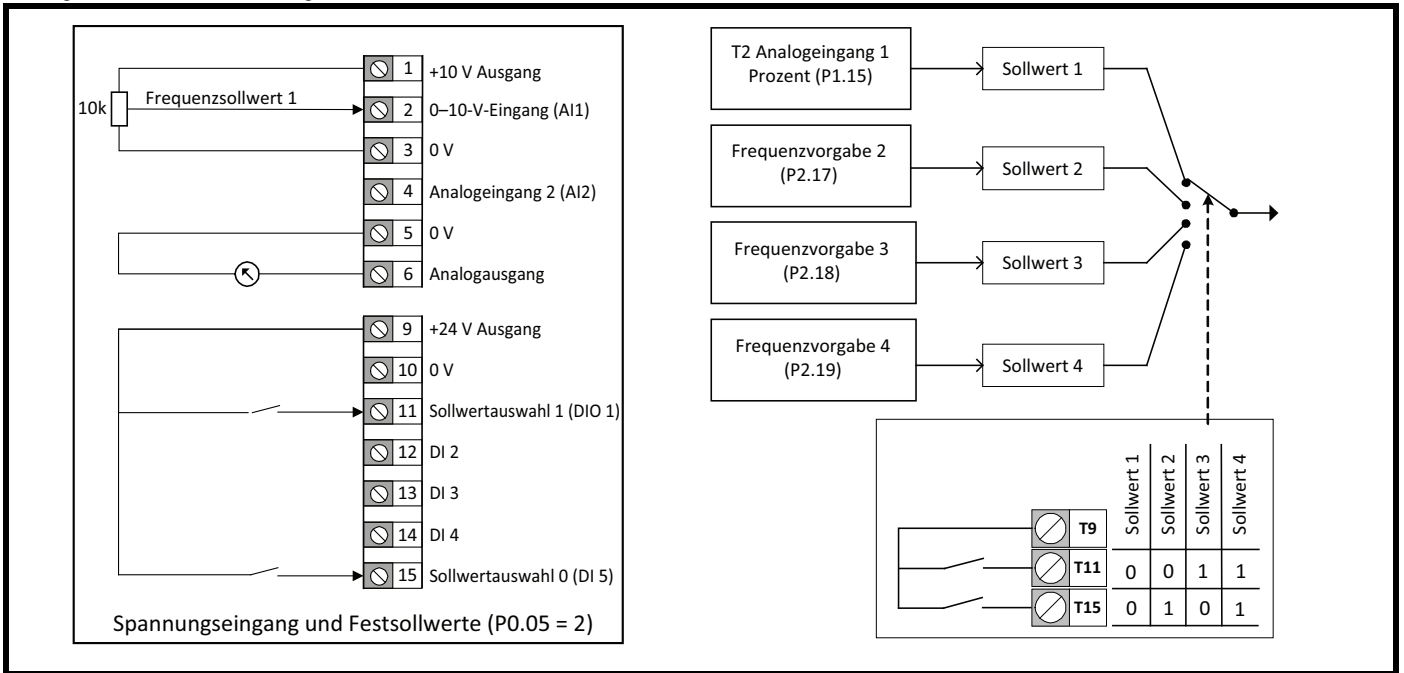 1 +10 V Ausgang
10k Frequenzsollwert 1
2 0–10-V-Eingang (AI1)
3 0 V
4 Analogeingang 2 (AI2)
5 0 V
6 Analogausgang
9 +24 V Ausgang
10 0 V
11 Sollwertauswahl 1 (DIO 1)
12 DI 2
13 DI 3
14 DI 4
15 Sollwertauswahl 0 (DI 5)
Spannungseingang und Festsollwerte (P0.05 = 2)
T2 Analogeingang 1
Prozent (P1.15)
Sollwert 1
Frequenzvorgabe 2
(P2.17)
Sollwert 2
Frequenzvorgabe 3
(P2.18)
Sollwert 3
Frequenzvorgabe 4
(P2.19)
Sollwert 4
Sollwert 1
Sollwert 2
Sollwert 3
Sollwert 4
T9
T11 0 0 1 1
T15 0 1 0 1